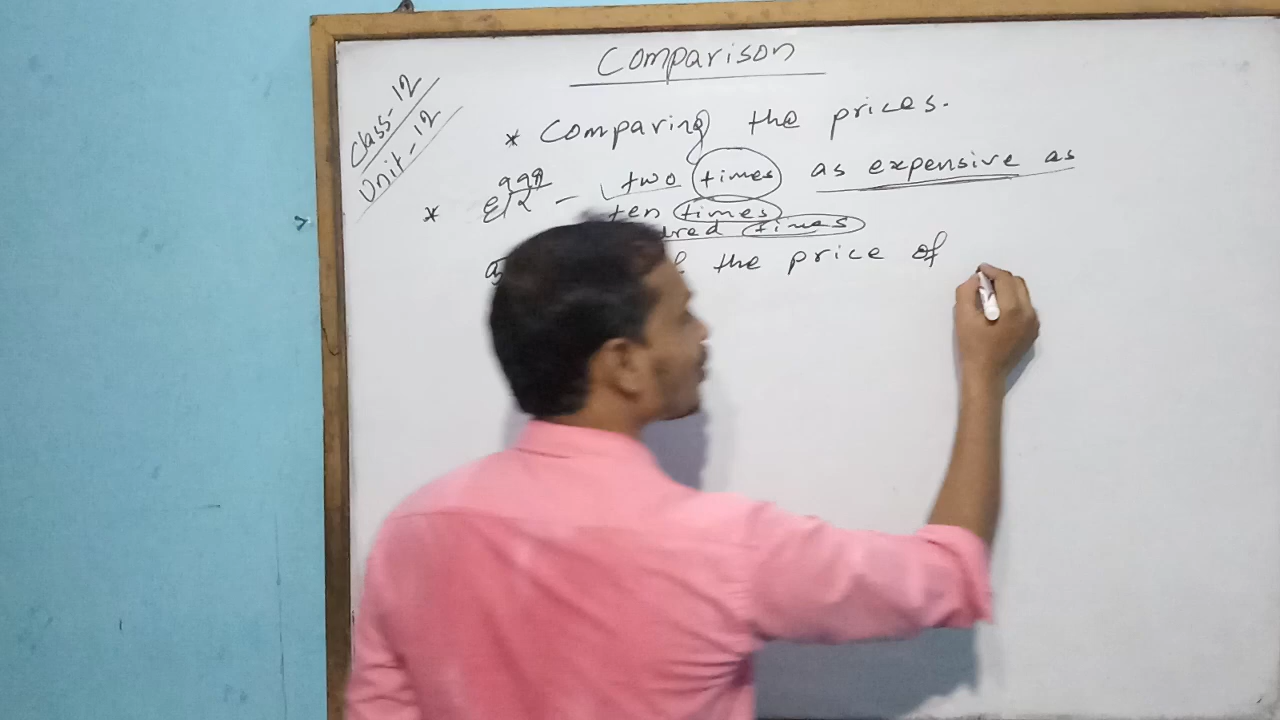 Comparison
Class-12
Unit-12
* Comparing the prices.
* two times as expensive as
ten times
times
the price of